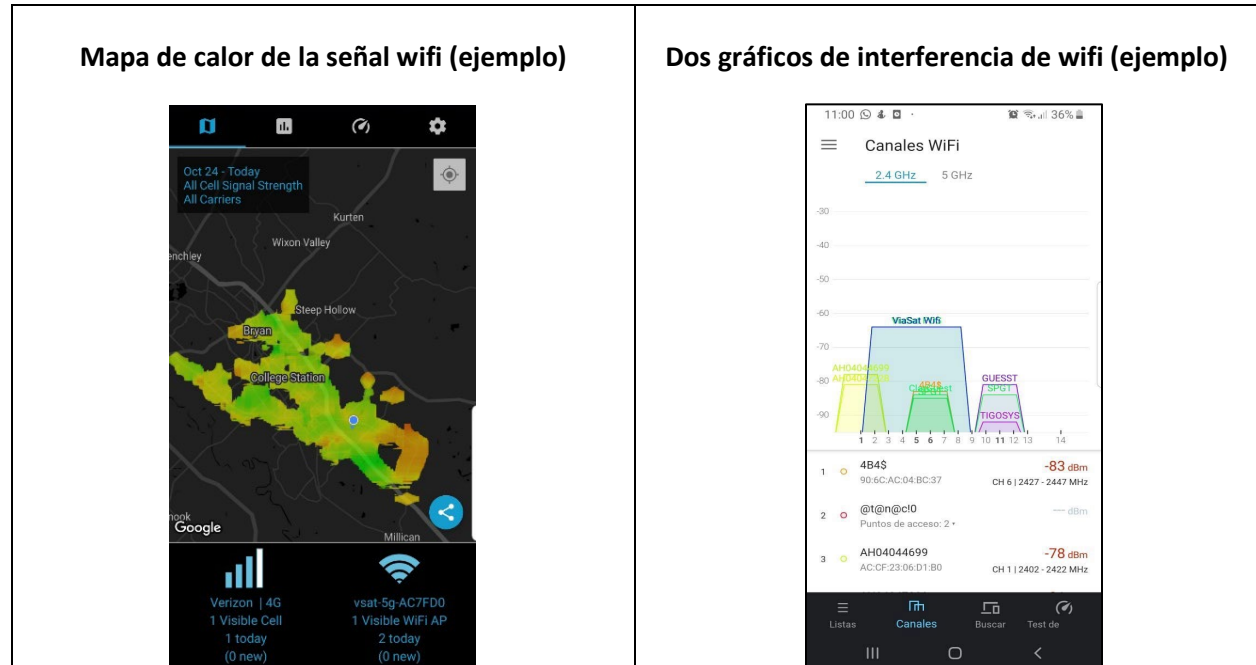 Mapa de calor de la señal wifi (ejemplo)
Oct 24 - Today
All Cell Signal Strength
All Carriers
Kurten
Wixon Valley
enchley
Steep Hollow
Bryan
College Station
nook
Google
Millican
Verizon | 4G
1 Visible Cell
1 today
(0 new)
vsat-5g-AC7FD0
1 Visible WiFi AP
2 today
(0 new)
Dos gráficos de interferencia de wifi (ejemplo)
11:00
36%
Canales WiFi
2.4 GHz 5 GHz
-30
-40
-50
-60
ViaSat Wifi
-70
AH04044699
-80
4B4$
GUESST
SPGT
-90
TIGOSYS
1 2 3 4 5 6 7 8 9 10 11 12 13 14
1 4B4$ -83 dBm
90:6C:AC:04:BC:37 CH 6 | 2427 - 2447 MHz
2 @t@n@c!0 --- dBm
Puntos de acceso: 2 •
3 AH04044699 -78 dBm
AC:CF:23:06:D1:B0 CH 1 | 2402 - 2422 MHz
Listas Canales Buscar Test de